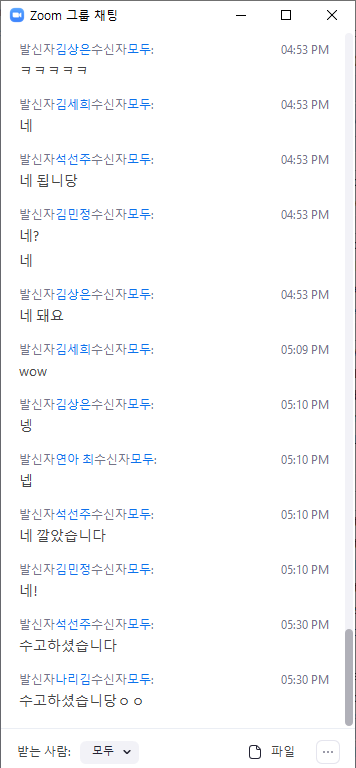 Zoom 그룹 채팅
발신자김상은수신자모두: 04:53 PM
ㅋㅋㅋㅋㅋ
발신자김세희수신자모두: 04:53 PM
네
발신자석선주수신자모두: 04:53 PM
네 됩니당
발신자김민정수신자모두: 04:53 PM
네?
네
발신자김상은수신자모두: 04:53 PM
네 돼요
발신자김세희수신자모두: 05:09 PM
wow
발신자김상은수신자모두: 05:10 PM
넹
발신자연아 최수신자모두: 05:10 PM
넵
발신자석선주수신자모두: 05:10 PM
네 깔았습니다
발신자김민정수신자모두: 05:10 PM
네!
발신자석선주수신자모두: 05:30 PM
수고하셨습니다
발신자나리김수신자모두: 05:30 PM
수고하셨습니당ㅇㅇ
받는 사람: 모두 파일